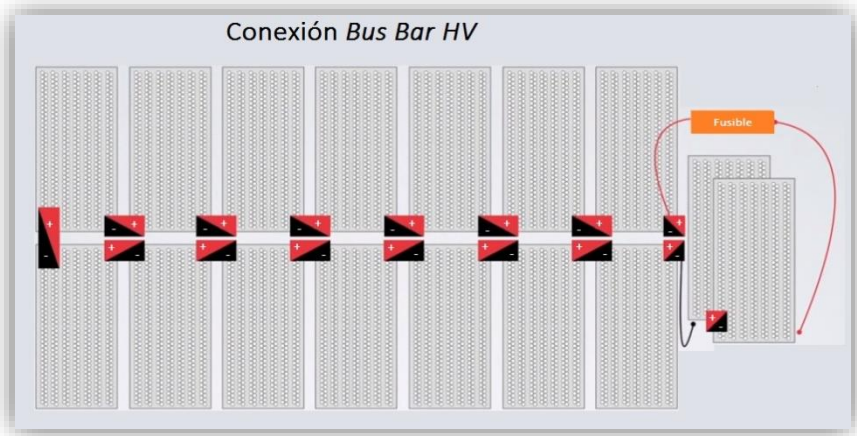 Conexión Bus Bar HV
Fusible
+
- + - + - + - + - + - + - +
+ - + - + - + - + - + - + -
-
+ -